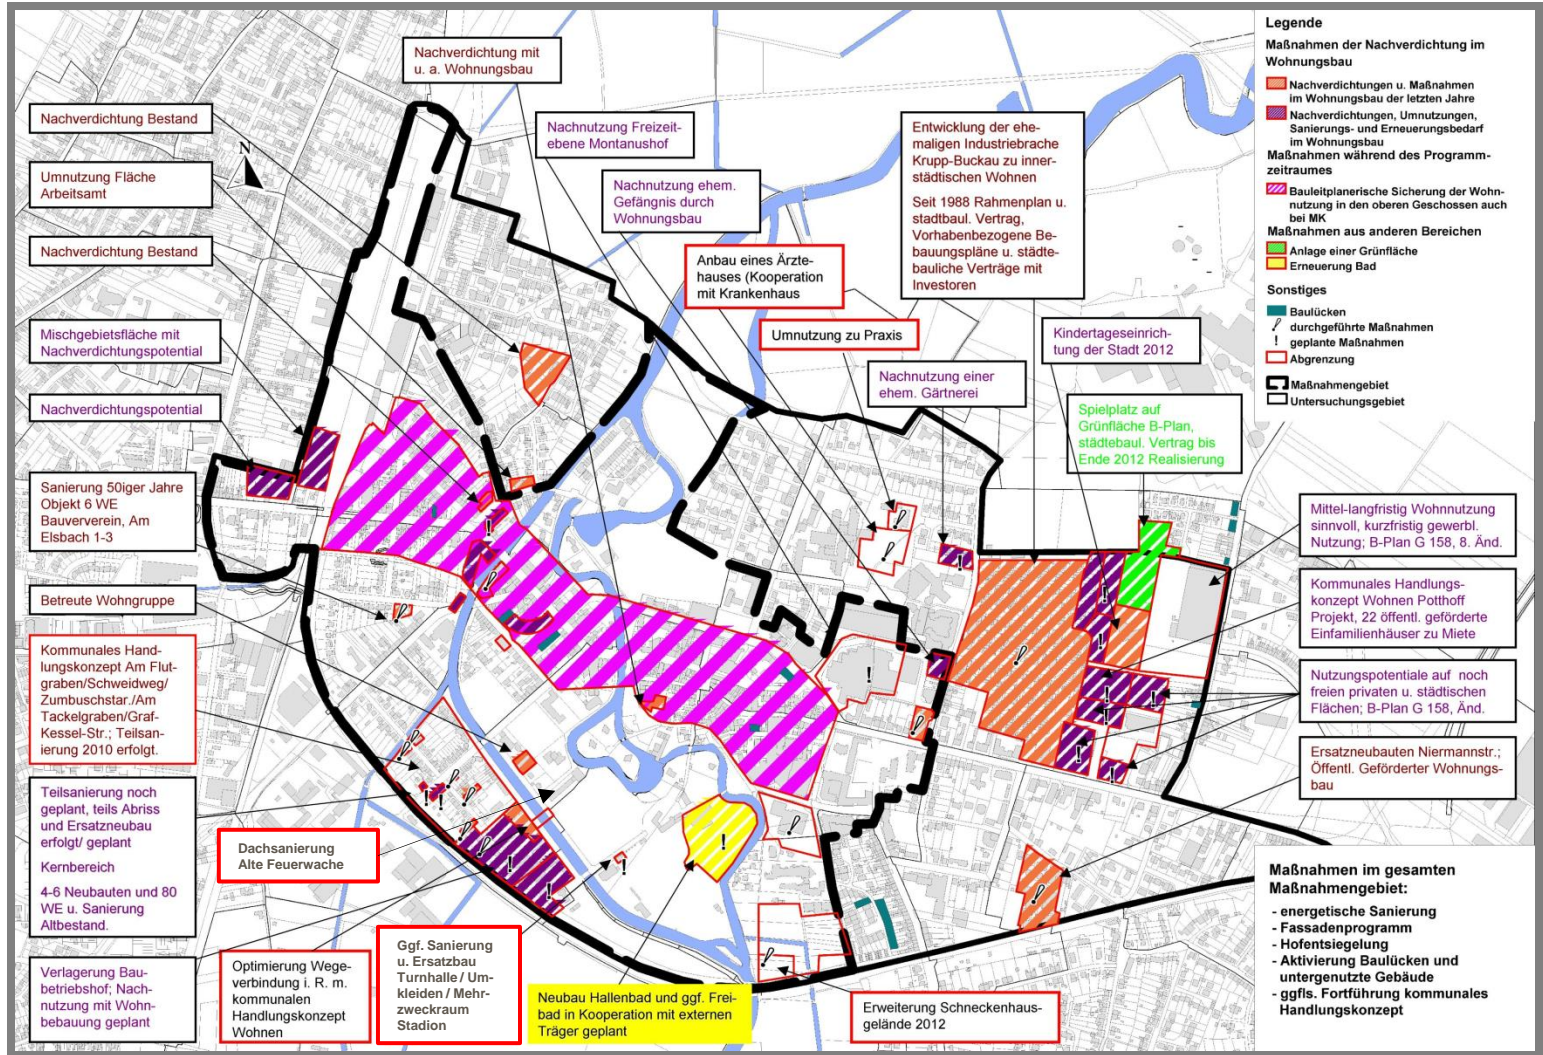 Nachverdichtung mit
u. a. Wohnungsbau
Nachverdichtung Bestand
N
Umnutzung Fläche
Arbeitsamt
Nachverdichtung Bestand
Mischgebietsfläche mit
Nachverdichtungspotential
Nachverdichtungspotential
Sanierung 50iger Jahre
Objekt 6 WE
Bauververein, Am
Elsbach 1-3
Betreute Wohngruppe
Kommunales Hand-
lungskonzept Am Flut-
graben/Schweidweg/
Zumbuschstar./Am
Tackelgraben/Graf-
Kessel-Str.; Teilsan-
ierung 2010 erfolgt.
Teilsanierung noch
geplant, teils Abriss
und Ersatzneubau
erfolgt/ geplant
Kernbereich
4-6 Neubauten und 80
WE u. Sanierung
Altbestand.
Verlagerung Bau-
betriebshof; Nach-
nutzung mit Wohn-
bebauung geplant
Dachsanierung
Alte Feuerwache
Optimierung Wege-
verbindung i. R. m.
kommunalen
Handlungskonzept
Wohnen
Ggf. Sanierung
u. Ersatzbau
Turnhalle / Um-
kleiden / Mehr-
zweckraum
Stadion
Neubau Hallenbad und ggf. Frei-
bad in Kooperation mit externen
Träger geplant
Erweiterung Schneckenhaus-
gelände 2012
Nachnutzung Freizeit-
ebene Montanushof
Nachnutzung ehem.
Gefängnis durch
Wohnungsbau
Anbau eines Ärzte-
hauses (Kooperation
mit Krankenhaus
Umnutzung zu Praxis
Entwicklung der ehe-
maligen Industriebrache
Krupp-Buckau zu inner-
städtischen Wohnen
Seit 1988 Rahmenplan u.
stadtbaul. Vertrag,
Vorhabenbezogene Be-
bauungspläne u. städte-
bauliche Verträge mit
Investoren
Nachnutzung einer
ehem. Gärtnerei
Kindertageseinrich-
tung der Stadt 2012
Spielplatz auf
Grünfläche B-Plan,
städtebaul. Vertrag bis
Ende 2012 Realisierung
Mittel-langfristig Wohnnutzung
sinnvoll, kurzfristig gewerbl.
Nutzung; B-Plan G 158, 8. Änd.
Kommunales Handlungs-
konzept Wohnen Potthoff
Projekt, 22 öffentl. geförderte
Einfamilienhäuser zu Miete
Nutzungspotentiale auf noch
freien privaten u. städtischen
Flächen; B-Plan G 158, Änd.
Ersatzneubauten Niermannstr.;
Öffentl. Geförderter Wohnungs-
bau
Legende
Maßnahmen der Nachverdichtung im
Wohnungsbau
Nachverdichtungen u. Maßnahmen
im Wohnungsbau der letzten Jahre
Nachverdichtungen, Umnutzungen,
Sanierungs- und Erneuerungsbedarf
im Wohnungsbau
Maßnahmen während des Programm-
zeitraumes
Bauleitplanerische Sicherung der Wohn-
nutzung in den oberen Geschossen auch
bei MK
Maßnahmen aus anderen Bereichen
Anlage einer Grünfläche
Erneuerung Bad
Sonstiges
Baulücken
! durchgeführte Maßnahmen
! geplante Maßnahmen
Abgrenzung
Maßnahmengebiet
Untersuchungsgebiet
Maßnahmen im gesamten
Maßnahmengebiet:
- energetische Sanierung
- Fassadenprogramm
- Hofentsiegelung
- Aktivierung Baulücken und
untergenutzte Gebäude
- ggfls. Fortführung kommunales
Handlungskonzept